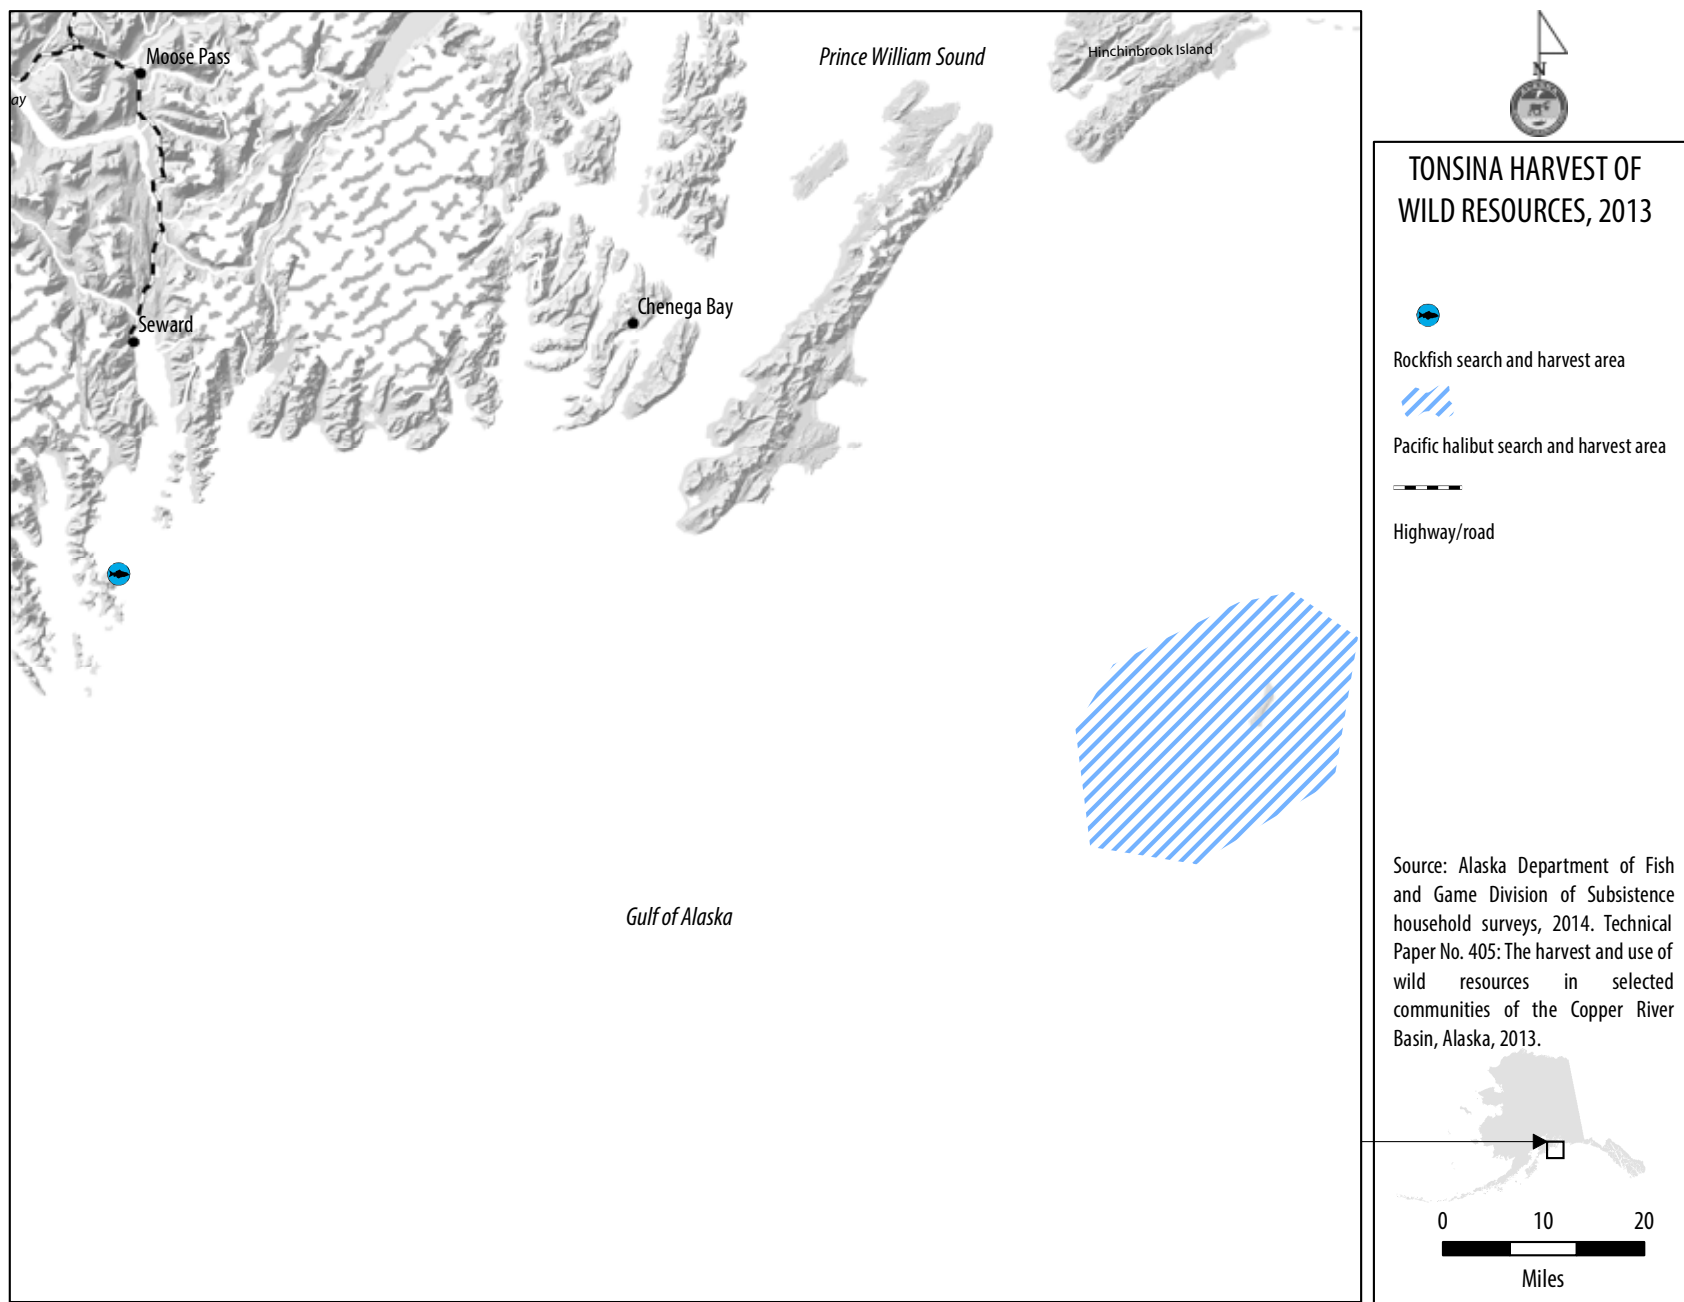 Moose Pass
Prince William Sound
Hinchinbrook Island
ay
Chenega Bay
Seward
Gulf of Alaska
N
TONSINA HARVEST OF
WILD RESOURCES, 2013
Rockfish search and harvest area
Pacific halibut search and harvest area
Highway/road
Source: Alaska Department of Fish
and Game Division of Subsistence
household surveys, 2014. Technical
Paper No. 405: The harvest and use of
wild resources in selected
communities of the Copper River
Basin, Alaska, 2013.
0 10 20
Miles